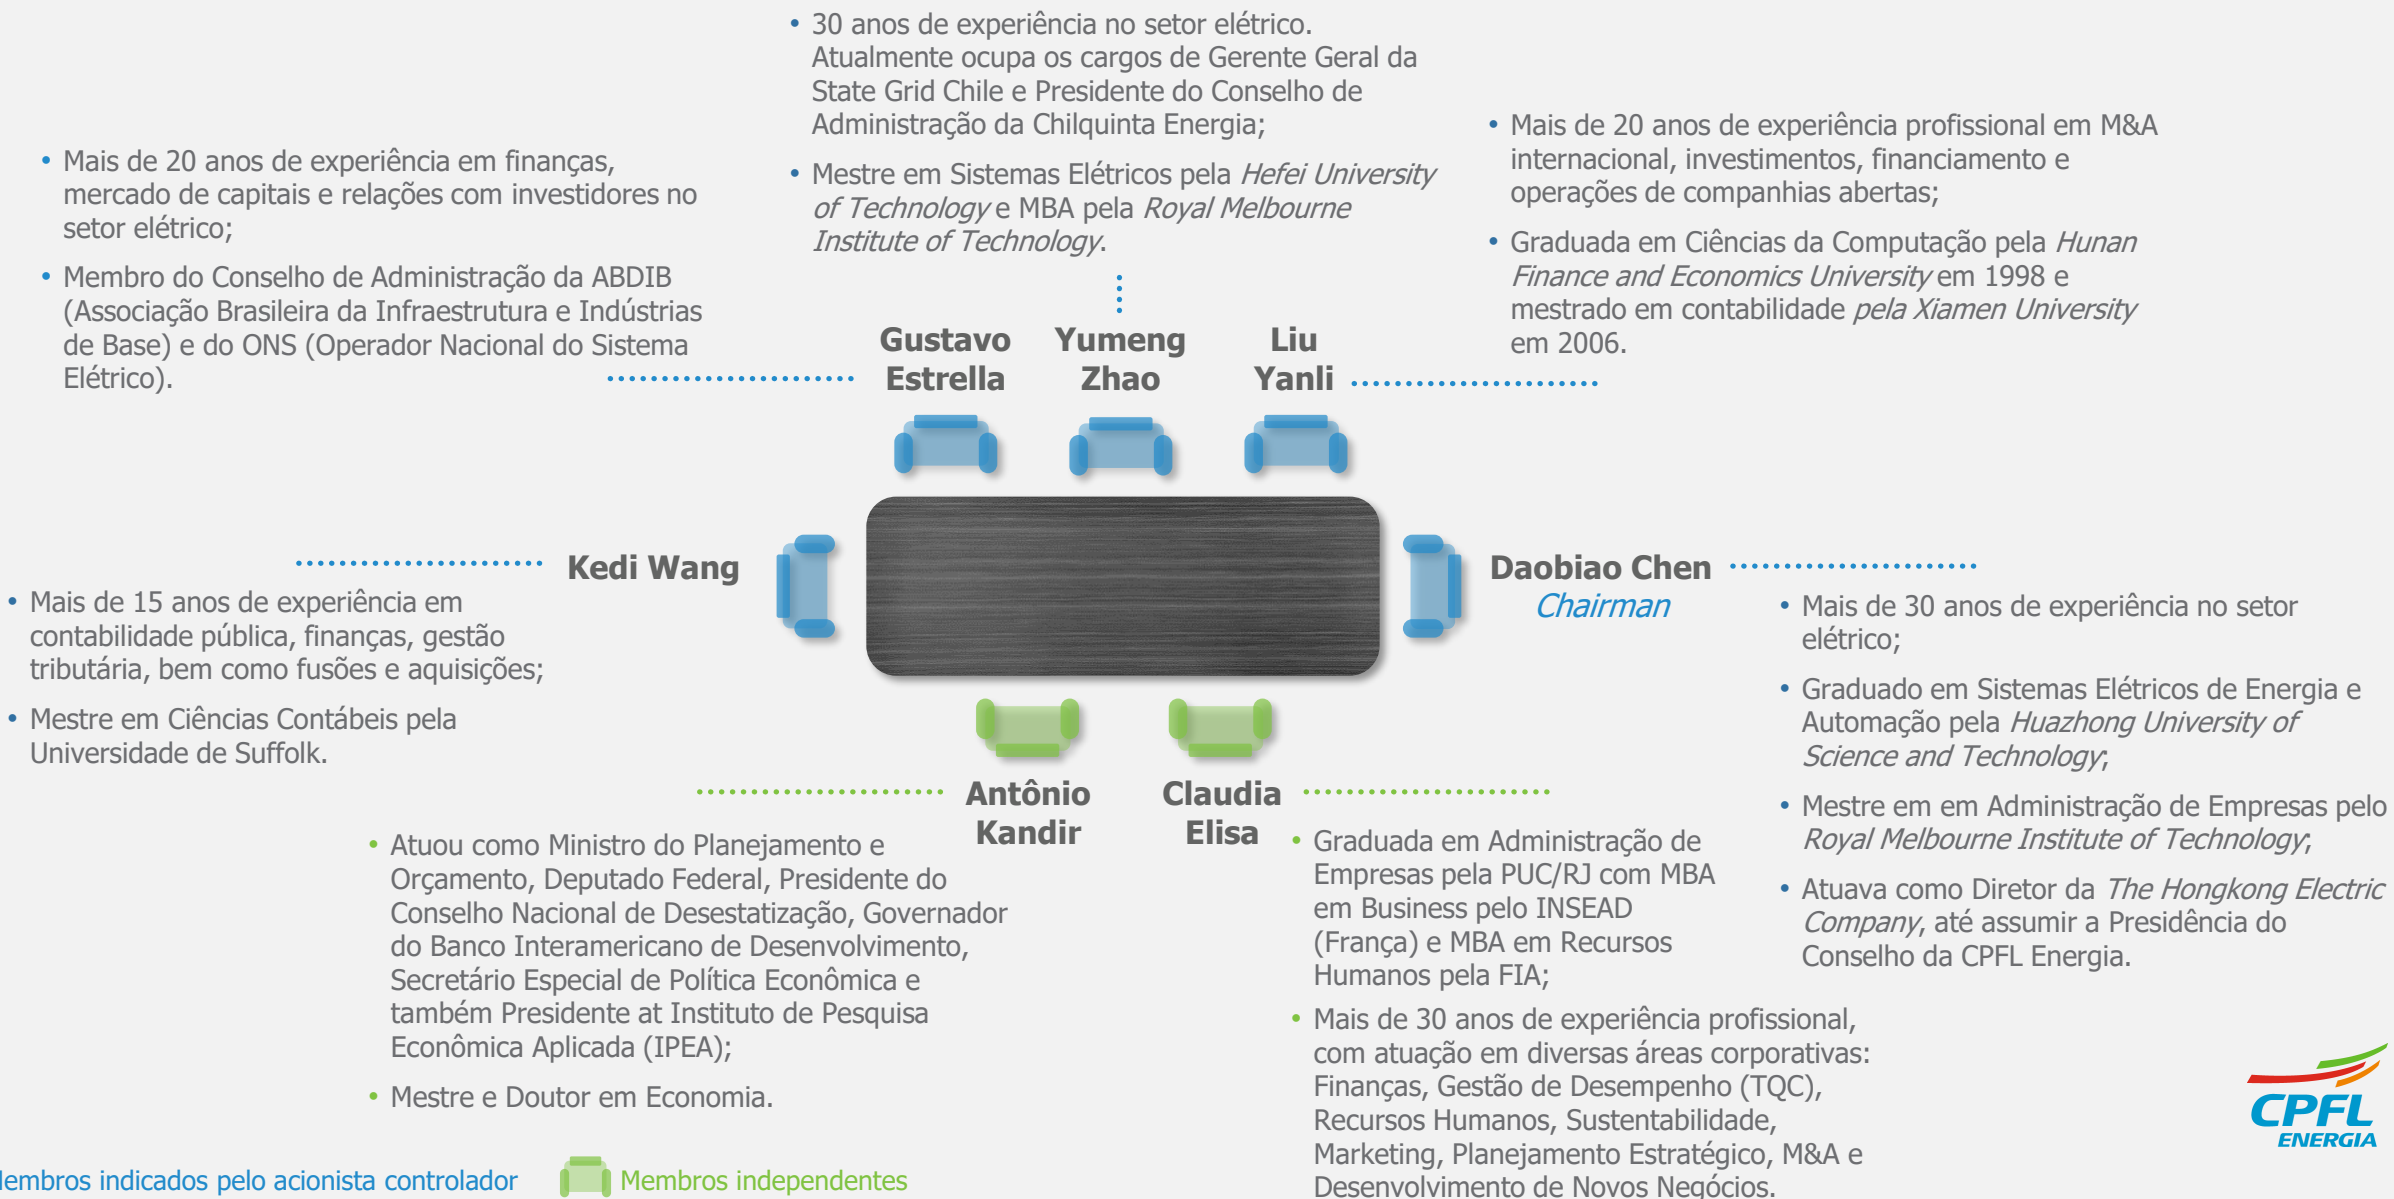 • 30 anos de experiência no setor elétrico.
Atualmente ocupa os cargos de Gerente Geral da
State Grid Chile e Presidente do Conselho de
Administração da Chilquinta Energia;
• Mestre em Sistemas Elétricos pela Hefei University
of Technology e MBA pela Royal Melbourne
Institute of Technology.
• Mais de 20 anos de experiência em finanças,
mercado de capitais e relações com investidores no
setor elétrico;
• Membro do Conselho de Administração da ABDIB
(Associação Brasileira da Infraestrutura e Indústrias
de Base) e do ONS (Operador Nacional do Sistema
Elétrico).
• Mais de 20 anos de experiência profissional em M&A
internacional, investimentos, financiamento e
operações de companhias abertas;
• Graduada em Ciências da Computação pela Hunan
Finance and Economics University em 1998 e
mestrado em contabilidade pela Xiamen University
em 2006.
Gustavo
Estrella
Yumeng
Zhao
Liu
Yanli
Kedi Wang
• Mais de 15 anos de experiência em
contabilidade pública, finanças, gestão
tributária, bem como fusões e aquisições;
• Mestre em Ciências Contábeis pela
Universidade de Suffolk.
Daobiao Chen
Chairman
• Mais de 30 anos de experiência no setor
elétrico;
• Graduado em Sistemas Elétricos de Energia e
Automação pela Huazhong University of
Science and Technology;
• Mestre em em Administração de Empresas pelo
Royal Melbourne Institute of Technology;
• Atuava como Diretor da The Hongkong Electric
Company, até assumir a Presidência do
Conselho da CPFL Energia.
Antônio
Kandir
• Atuou como Ministro do Planejamento e
Orçamento, Deputado Federal, Presidente do
Conselho Nacional de Desestatização, Governador
do Banco Interamericano de Desenvolvimento,
Secretário Especial de Política Econômica e
também Presidente at Instituto de Pesquisa
Econômica Aplicada (IPEA);
• Mestre e Doutor em Economia.
Claudia
Elisa
• Graduada em Administração de
Empresas pela PUC/RJ com MBA
em Business pelo INSEAD
(França) e MBA em Recursos
Humanos pela FIA;
• Mais de 30 anos de experiência profissional,
com atuação em diversas áreas corporativas:
Finanças, Gestão de Desempenho (TQC),
Recursos Humanos, Sustentabilidade,
Marketing, Planejamento Estratégico, M&A e
Desenvolvimento de Novos Negócios.
CPFL
ENERGIA
Membros indicados pelo acionista controlador
Membros independentes